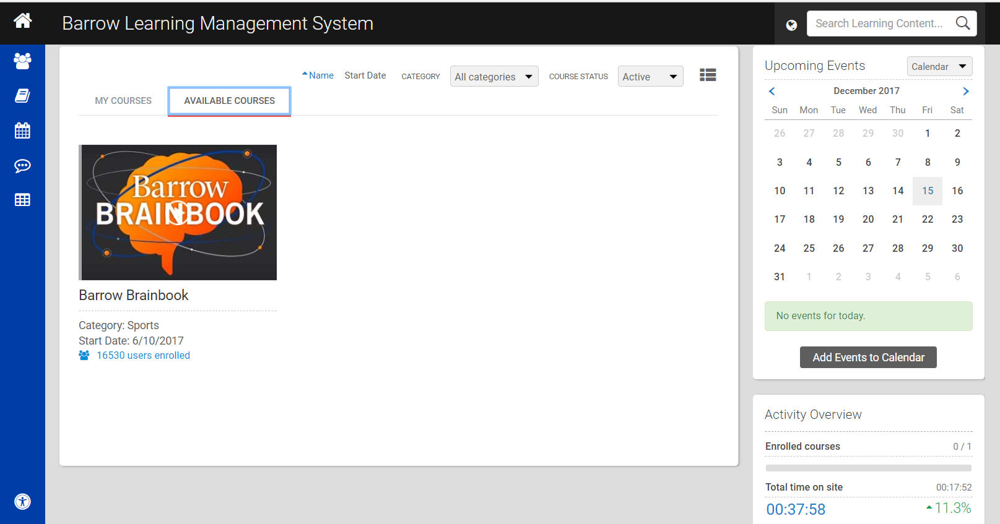 Barrow Learning Management System
Search Learning Content...
Name Start Date CATEGORY All categories COURSE STATUS Active
MY COURSES AVAILABLE COURSES
Barrow
BRAINBOOK
Barrow Brainbook
Category: Sports
Start Date: 6/10/2017
16530 users enrolled
Upcoming Events Calendar
December 2017
Sun Mon Tue Wed Thu Fri Sat
26 27 28 29 30 1 2
3 4 5 6 7 8 9
10 11 12 13 14 15 16
17 18 19 20 21 22 23
24 25 26 27 28 29 30
31 1 2 3 4 5 6
No events for today.
Add Events to Calendar
Activity Overview
Enrolled courses 0 / 1
Total time on site 00:17:52
00:37:58 11.3%